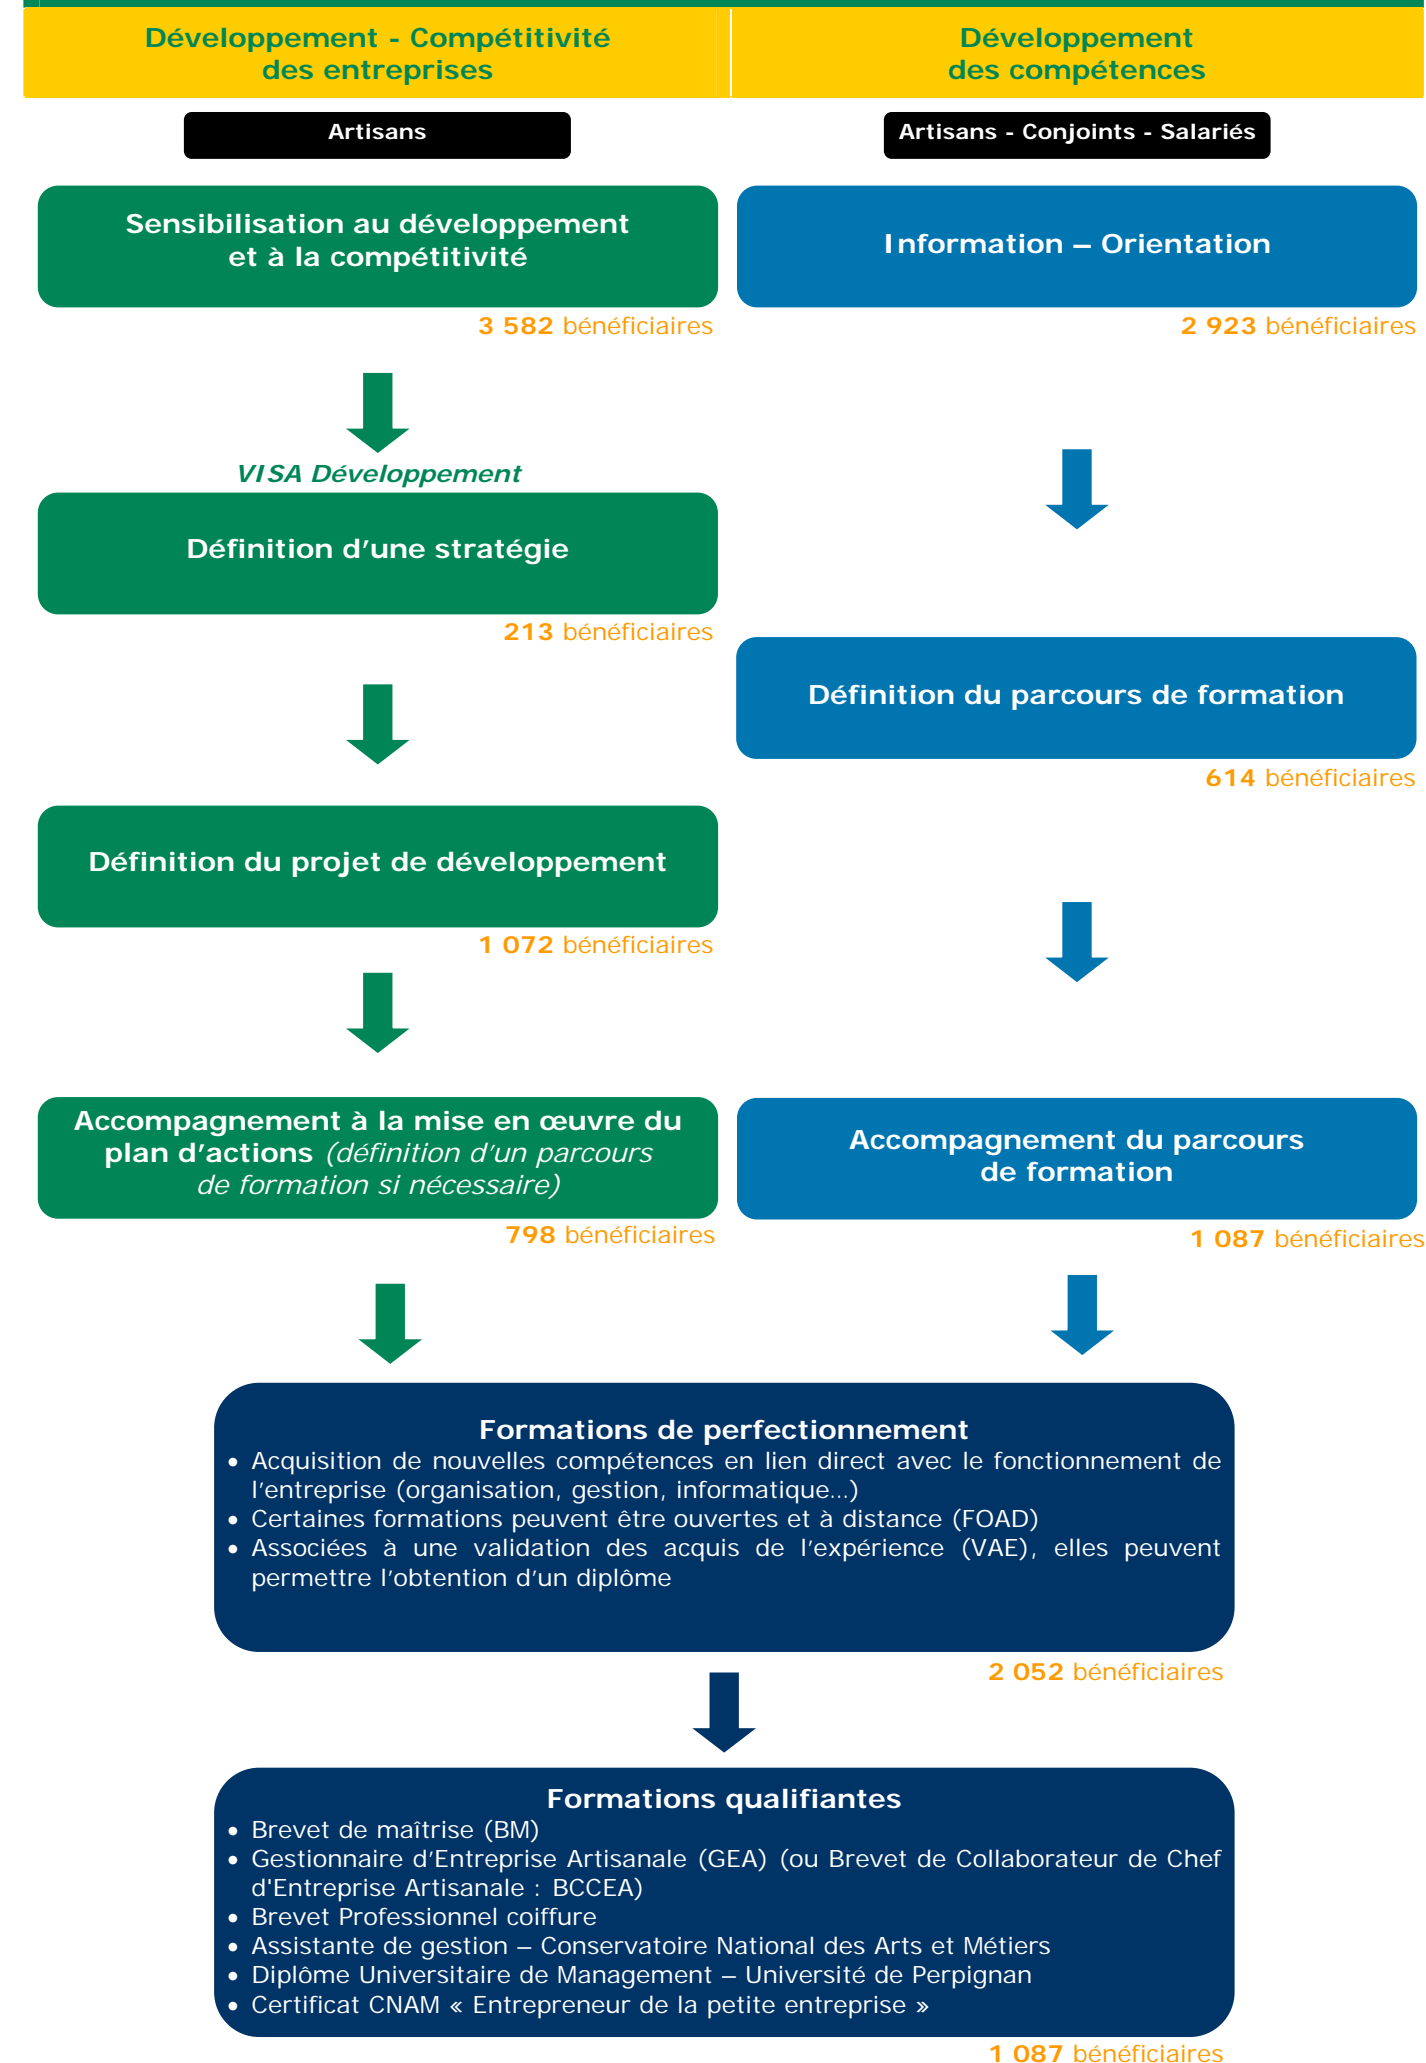 Développement - Compétitivité
des entreprises
Développement
des compétences
Artisans
Artisans - Conjoints - Salariés
Sensibilisation au développement
et à la compétitivité
3 582 bénéficiaires
Information – Orientation
2 923 bénéficiaires
VISA Développement
Définition d’une stratégie
213 bénéficiaires
Définition du parcours de formation
614 bénéficiaires
Définition du projet de développement
1 072 bénéficiaires
Accompagnement à la mise en œuvre du
plan d’actions (définition d’un parcours
de formation si nécessaire)
798 bénéficiaires
Accompagnement du parcours
de formation
1 087 bénéficiaires
Formations de perfectionnement
• Acquisition de nouvelles compétences en lien direct avec le fonctionnement de
l’entreprise (organisation, gestion, informatique…)
• Certaines formations peuvent être ouvertes et à distance (FOAD)
• Associées à une validation des acquis de l’expérience (VAE), elles peuvent
permettre l’obtention d’un diplôme
2 052 bénéficiaires
Formations qualifiantes
• Brevet de maîtrise (BM)
• Gestionnaire d’Entreprise Artisanale (GEA) (ou Brevet de Collaborateur de Chef
d'Entreprise Artisanale : BCCEA)
• Brevet Professionnel coiffure
• Assistante de gestion – Conservatoire National des Arts et Métiers
• Diplôme Universitaire de Management – Université de Perpignan
• Certificat CNAM « Entrepreneur de la petite entreprise »
1 087 bénéficiaires